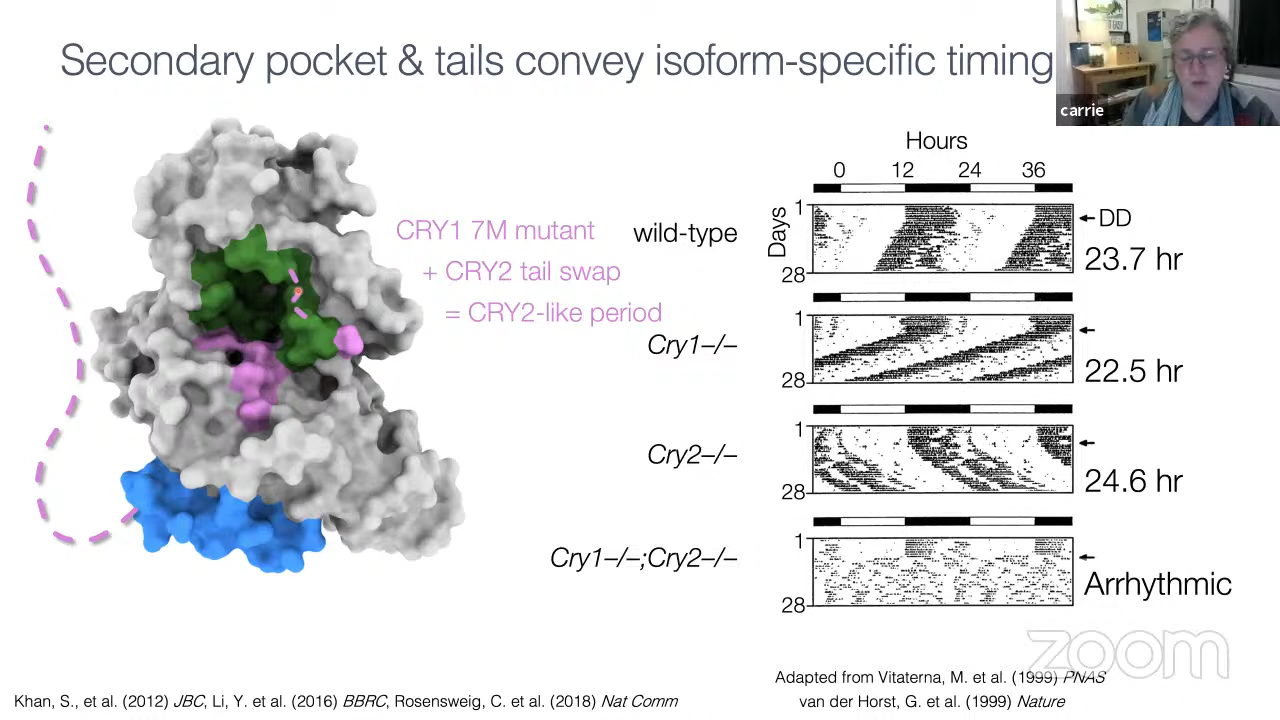 Secondary pocket & tails convey isoform-specific timing
carrie
CRY1 7M mutant
+ CRY2 tail swap
= CRY2-like period
Hours
0 12 24 36
Days
wild-type
1
28
DD
23.7 hr
Cry1–/–
1
28
22.5 hr
Cry2–/–
1
28
24.6 hr
Cry1–/–;Cry2–/–
1
28
Arrhythmic
zoom
Khan, S., et al. (2012) JBC, Li, Y. et al. (2016) BBRC, Rosensweig, C. et al. (2018) Nat Comm
Adapted from Vitaterna, M. et al. (1999) PNAS
van der Horst, G. et al. (1999) Nature